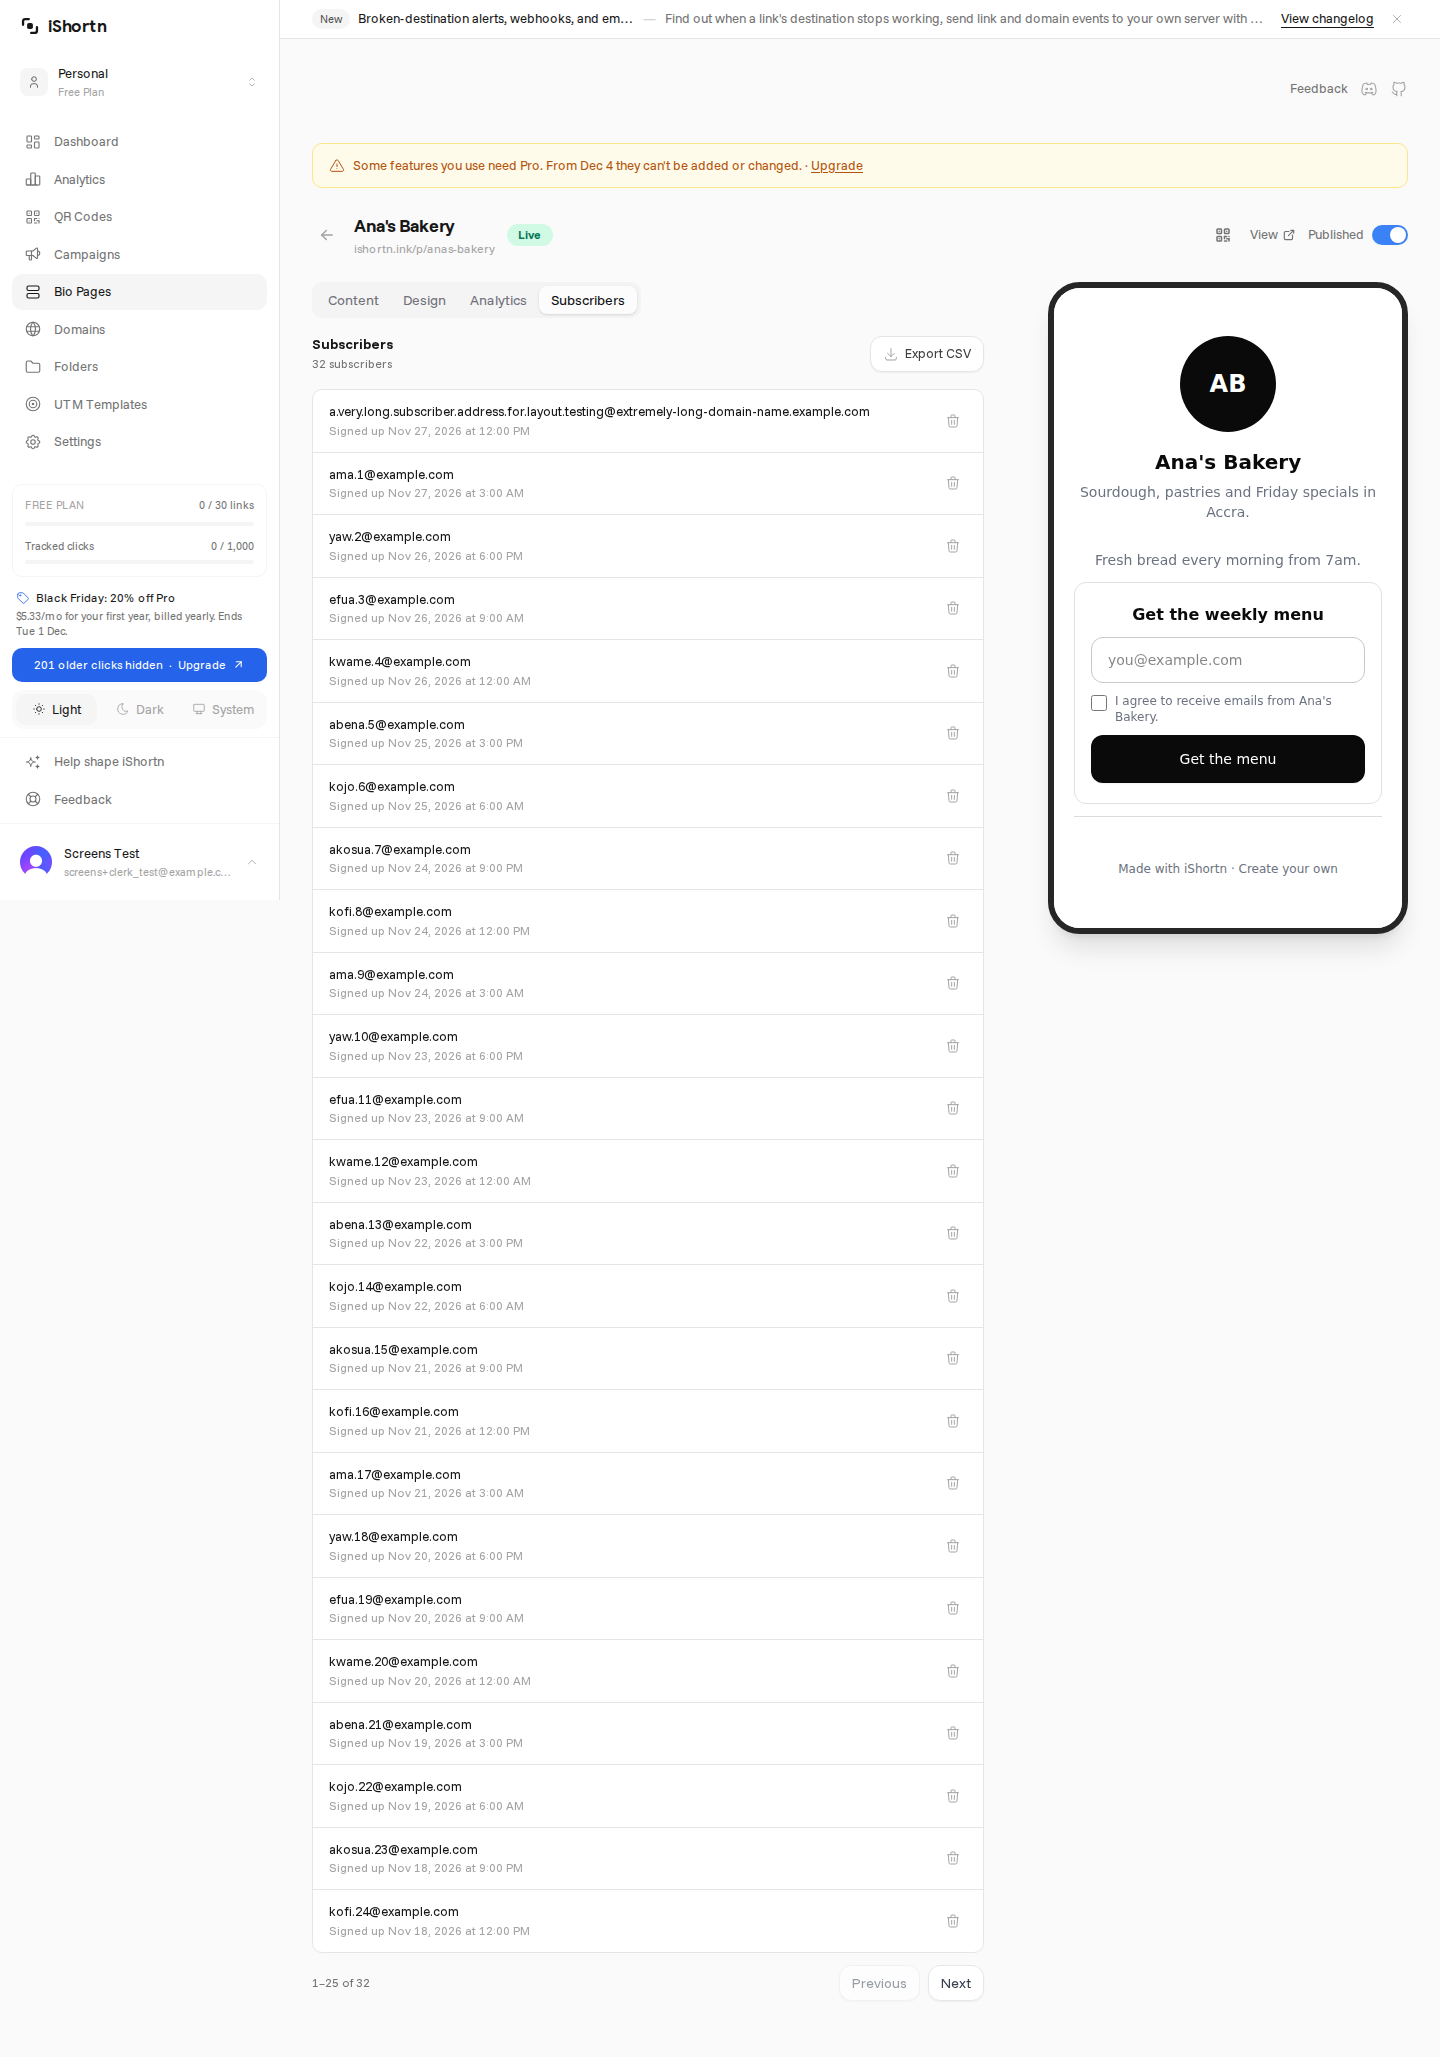 iShortn
Personal
Free Plan
Dashboard
Analytics
QR Codes
Campaigns
Bio Pages
Domains
Folders
UTM Templates
Settings
FREE PLAN 0 / 30 links
Tracked clicks 0 / 1,000
Black Friday: 20% off Pro
$5.33/mo for your first year, billed yearly. Ends
Tue 1 Dec.
201 older clicks hidden · Upgrade
Light Dark System
Help shape iShortn
Feedback
Screens Test
screens+clerk_test@example.c...
New Broken-destination alerts, webhooks, and em... — Find out when a link's destination stops working, send link and domain events to your own server with ... View changelog
Feedback
Some features you use need Pro. From Dec 4 they can't be added or changed. · Upgrade
Ana's Bakery
ishortn.ink/p/anas-bakery
Live
View Published
Content Design Analytics Subscribers
Subscribers
32 subscribers
Export CSV
a.very.long.subscriber.address.for.layout.testing@extremely-long-domain-name.example.com
Signed up Nov 27, 2026 at 12:00 PM
ama.1@example.com
Signed up Nov 27, 2026 at 3:00 AM
yaw.2@example.com
Signed up Nov 26, 2026 at 6:00 PM
efua.3@example.com
Signed up Nov 26, 2026 at 9:00 AM
kwame.4@example.com
Signed up Nov 26, 2026 at 12:00 AM
abena.5@example.com
Signed up Nov 25, 2026 at 3:00 PM
kojo.6@example.com
Signed up Nov 25, 2026 at 6:00 AM
akosua.7@example.com
Signed up Nov 24, 2026 at 9:00 PM
kofi.8@example.com
Signed up Nov 24, 2026 at 12:00 PM
ama.9@example.com
Signed up Nov 24, 2026 at 3:00 AM
yaw.10@example.com
Signed up Nov 23, 2026 at 6:00 PM
efua.11@example.com
Signed up Nov 23, 2026 at 9:00 AM
kwame.12@example.com
Signed up Nov 23, 2026 at 12:00 AM
abena.13@example.com
Signed up Nov 22, 2026 at 3:00 PM
kojo.14@example.com
Signed up Nov 22, 2026 at 6:00 AM
akosua.15@example.com
Signed up Nov 21, 2026 at 9:00 PM
kofi.16@example.com
Signed up Nov 21, 2026 at 12:00 PM
ama.17@example.com
Signed up Nov 21, 2026 at 3:00 AM
yaw.18@example.com
Signed up Nov 20, 2026 at 6:00 PM
efua.19@example.com
Signed up Nov 20, 2026 at 9:00 AM
kwame.20@example.com
Signed up Nov 20, 2026 at 12:00 AM
abena.21@example.com
Signed up Nov 19, 2026 at 3:00 PM
kojo.22@example.com
Signed up Nov 19, 2026 at 6:00 AM
akosua.23@example.com
Signed up Nov 18, 2026 at 9:00 PM
kofi.24@example.com
Signed up Nov 18, 2026 at 12:00 PM
1–25 of 32
Previous Next
AB
Ana's Bakery
Sourdough, pastries and Friday specials in
Accra.
Fresh bread every morning from 7am.
Get the weekly menu
you@example.com
I agree to receive emails from Ana's
Bakery.
Get the menu
Made with iShortn · Create your own